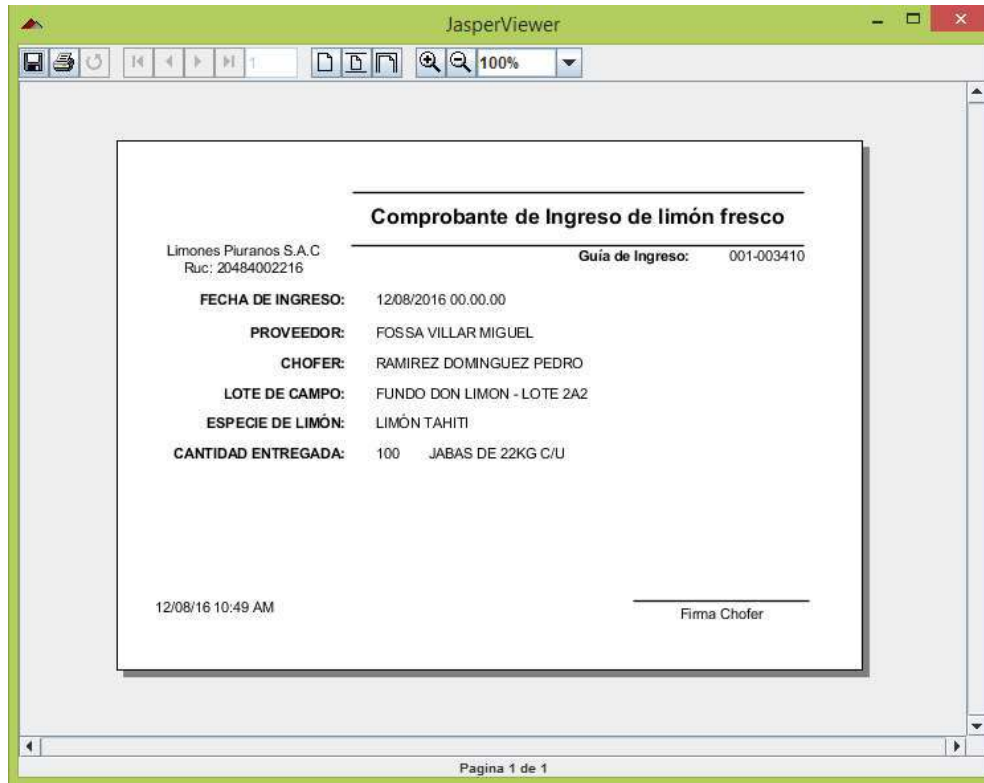 JasperViewer
1
100%
Comprobante de Ingreso de limón fresco
Limones Piuranos S.A.C
Ruc: 20484002216
Guía de Ingreso: 001-003410
FECHA DE INGRESO: 12/08/2016 00.00.00
PROVEEDOR: FOSSA VILLAR MIGUEL
CHOFER: RAMIREZ DOMINGUEZ PEDRO
LOTE DE CAMPO: FUNDO DON LIMON - LOTE 2A2
ESPECIE DE LIMÓN: LIMÓN TAHITI
CANTIDAD ENTREGADA: 100 JABAS DE 22KG C/U
12/08/16 10:49 AM
Firma Chofer
Pagina 1 de 1